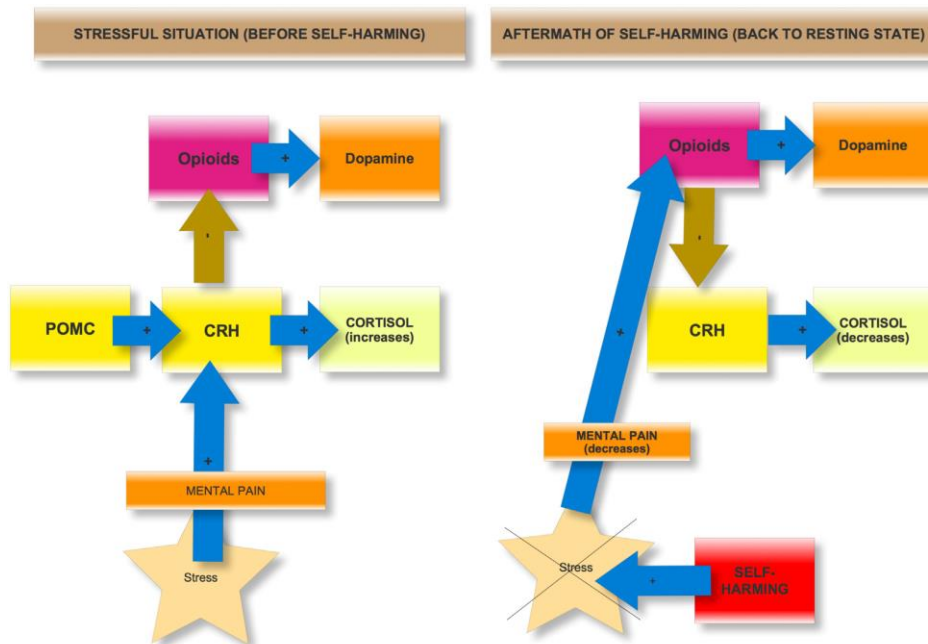 STRESSFUL SITUATION (BEFORE SELF-HARMING)
AFTERMATH OF SELF-HARMING (BACK TO RESTING STATE)
Opioids
+
Dopamine
-
POMC
+
CRH
+
CORTISOL
(increases)
+
MENTAL PAIN
Stress
Opioids
+
Dopamine
-
CRH
+
CORTISOL
(decreases)
+
MENTAL PAIN
(decreases)
Stress
+
SELF-
HARMING